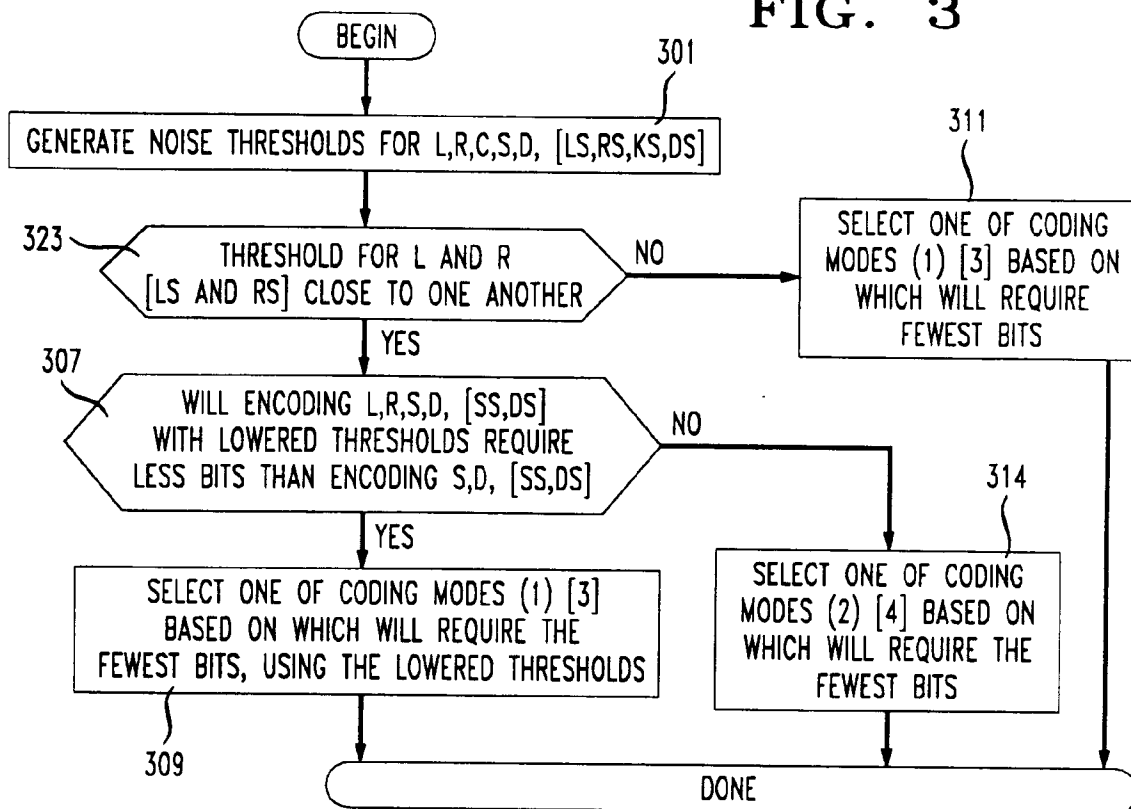 FIG. 3
BEGIN
301
GENERATE NOISE THRESHOLDS FOR L,R,C,S,D, [LS,RS,KS,DS]
311
323
THRESHOLD FOR L AND R
[LS AND RS] CLOSE TO ONE ANOTHER
NO
SELECT ONE OF CODING
MODES (1) [3] BASED ON
WHICH WILL REQUIRE
FEWEST BITS
YES
307
WILL ENCODING L,R,S,D, [SS,DS]
WITH LOWERED THRESHOLDS REQUIRE
LESS BITS THAN ENCODING S,D, [SS,DS]
NO
314
YES
SELECT ONE OF CODING MODES (1) [3]
BASED ON WHICH WILL REQUIRE THE
FEWEST BITS, USING THE LOWERED THRESHOLDS
309
SELECT ONE OF CODING
MODES (2) [4] BASED ON
WHICH WILL REQUIRE THE
FEWEST BITS
DONE